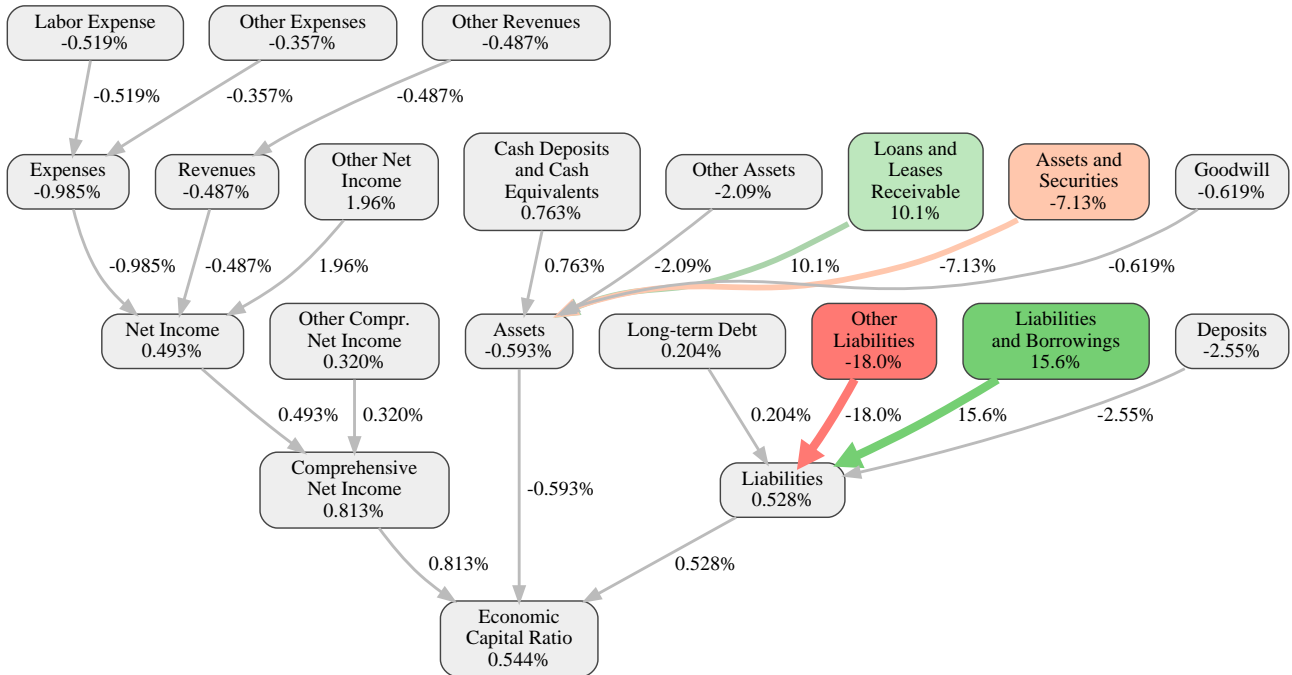 Labor Expense
-0.519%
Other Expenses
-0.357%
Other Revenues
-0.487%
-0.519%
-0.357%
-0.487%
Expenses
-0.985%
Revenues
-0.487%
Other Net
Income
1.96%
Cash Deposits
and Cash
Equivalents
0.763%
Other Assets
-2.09%
Loans and
Leases
Receivable
10.1%
Assets and
Securities
-7.13%
Goodwill
-0.619%
-0.985%
-0.487%
1.96%
0.763%
-2.09%
10.1%
-7.13%
-0.619%
Net Income
0.493%
Other Compr.
Net Income
0.320%
Assets
-0.593%
Long-term Debt
0.204%
Other
Liabilities
-18.0%
Liabilities
and Borrowings
15.6%
Deposits
-2.55%
0.493%
0.320%
0.204%
-18.0%
15.6%
-2.55%
Comprehensive
Net Income
0.813%
-0.593%
Liabilities
0.528%
0.813%
0.528%
Economic
Capital Ratio
0.544%